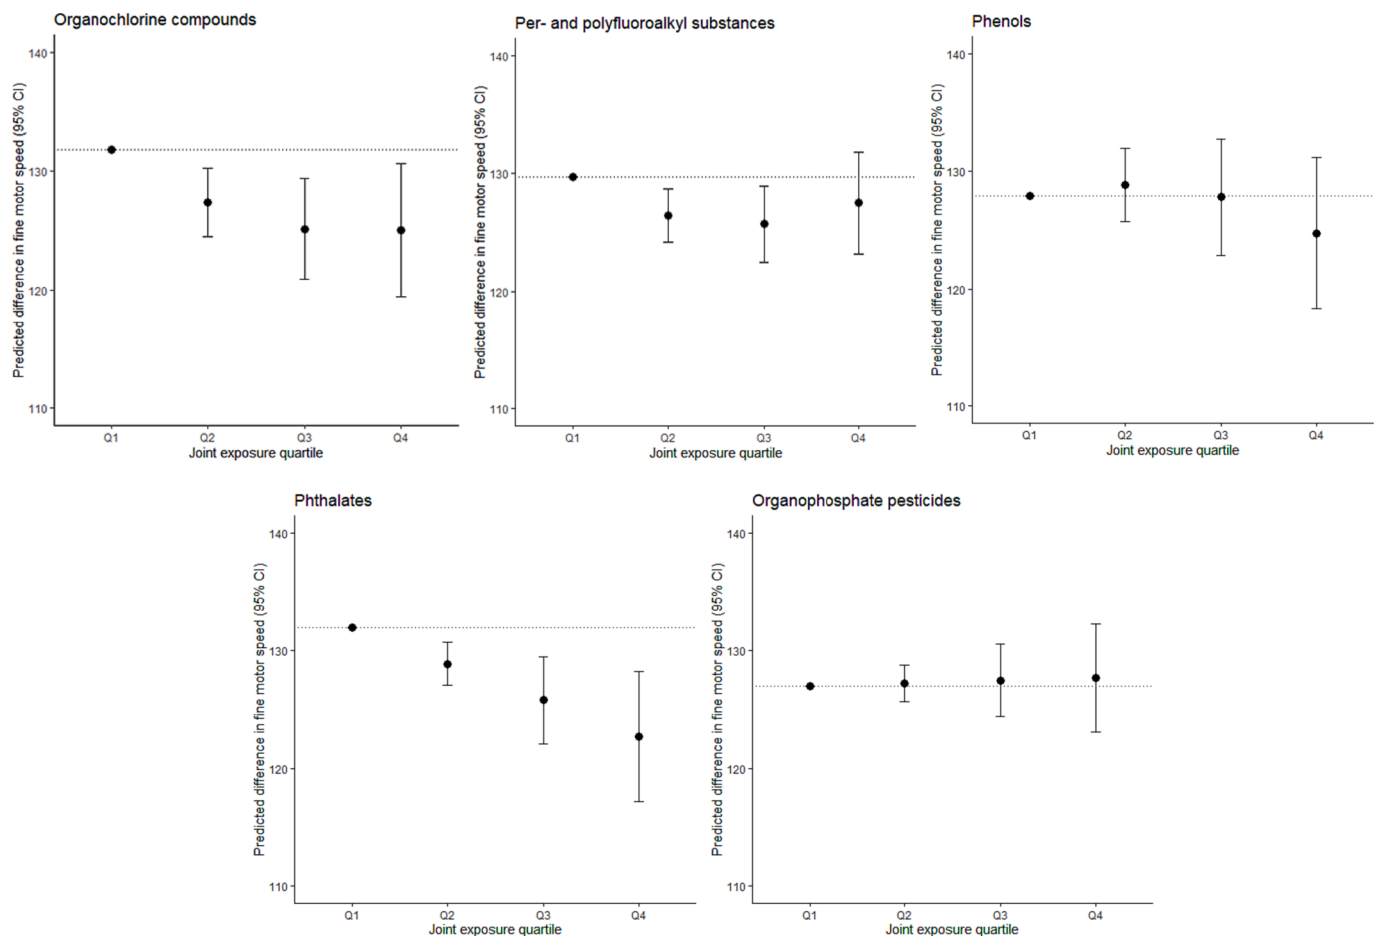 Organochlorine compounds
Predicted difference in fine motor speed (95% CI)
140
130
120
110
Q1 Q2 Q3 Q4
Joint exposure quartile
Per- and polyfluoroalkyl substances
Predicted difference in fine motor speed (95% CI)
140
130
120
110
Q1 Q2 Q3 Q4
Joint exposure quartile
Phenols
Predicted difference in fine motor speed (95% CI)
140
130
120
110
Q1 Q2 Q3 Q4
Joint exposure quartile
Phthalates
Predicted difference in fine motor speed (95% CI)
140
130
120
110
Q1 Q2 Q3 Q4
Joint exposure quartile
Organophosphate pesticides
Predicted difference in fine motor speed (95% CI)
140
130
120
110
Q1 Q2 Q3 Q4
Joint exposure quartile